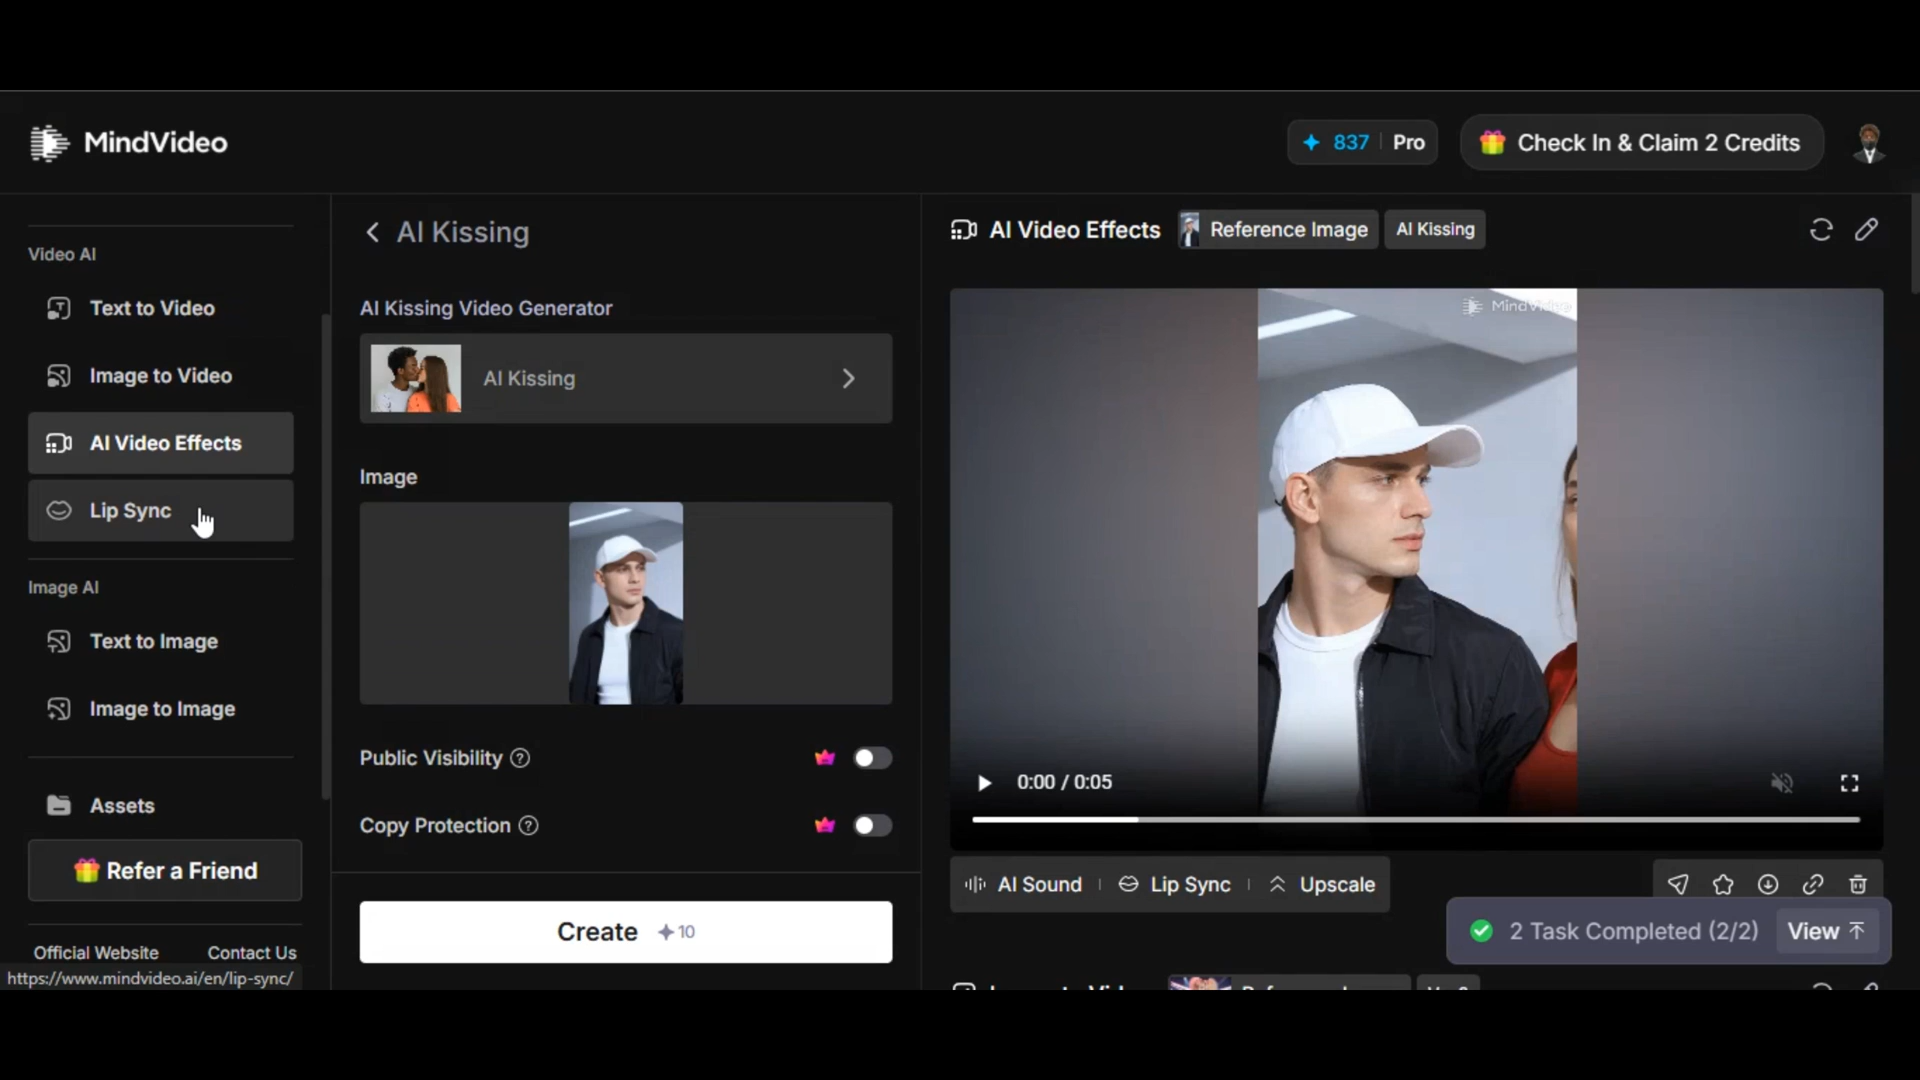 MindVideo
837 | Pro
Check In & Claim 2 Credits
Video AI
Text to Video
Image to Video
AI Video Effects
Lip Sync
Image AI
Text to Image
Image to Image
Assets
Refer a Friend
Official Website
Contact Us
https://www.mindvideo.ai/en/lip-sync/
AI Kissing
AI Kissing Video Generator
AI Kissing
Image
Public Visibility ?
Copy Protection ?
Create 10
AI Video Effects
Reference Image
AI Kissing
MindVideo
0:00 / 0:05
AI Sound
Lip Sync
Upscale
2 Task Completed (2/2)
View